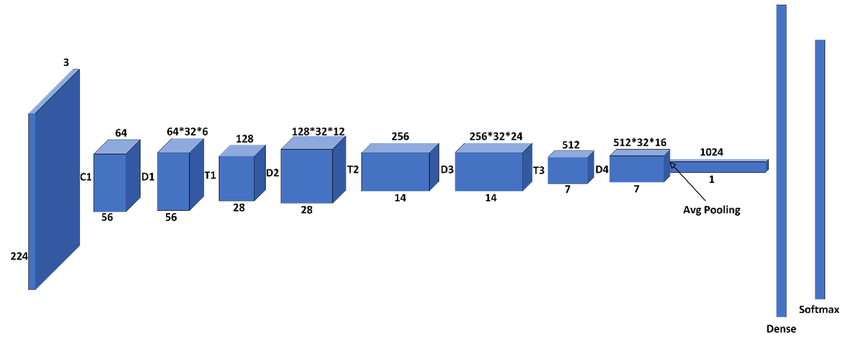 3
224
C1
64
56
D1
64*32*6
56
T1
128
28
D2
128*32*12
28
T2
256
14
D3
256*32*24
14
T3
512
7
D4
512*32*16
7
Avg Pooling
1024
1
Dense
Softmax